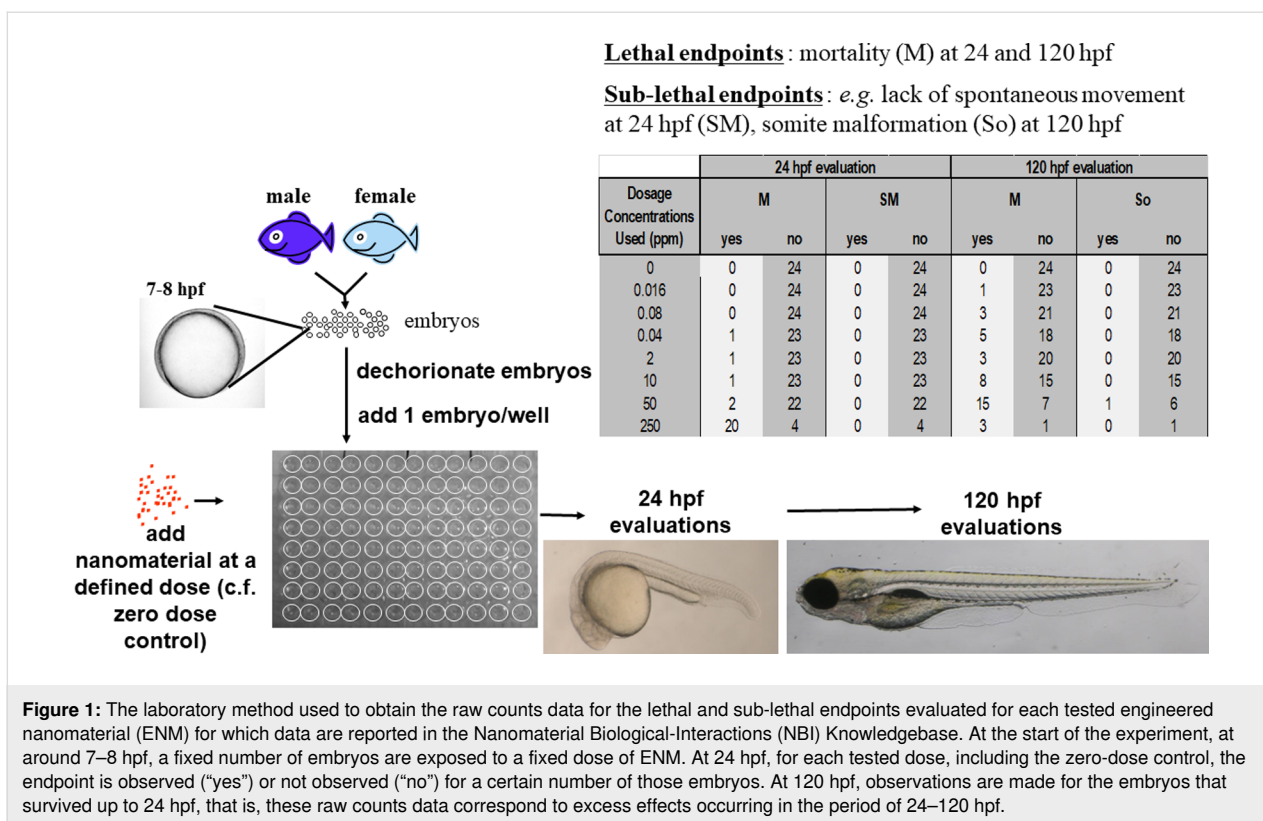 Lethal endpoints : mortality (M) at 24 and 120 hpf
Sub-lethal endpoints : e.g. lack of spontaneous movement
at 24 hpf (SM), somite malformation (So) at 120 hpf
24 hpf evaluation 120 hpf evaluation
Dosage
Concentrations
Used (ppm)
M SM M So
yes no yes no yes no yes no
0 0 24 0 24 0 24 0 24
0.016 0 24 0 24 1 23 0 23
0.08 0 24 0 24 3 21 0 21
0.04 1 23 0 23 5 18 0 18
2 1 23 0 23 3 20 0 20
10 1 23 0 23 8 15 0 15
50 2 22 0 22 15 7 1 6
250 20 4 0 4 3 1 0 1
male female
7-8 hpf
embryos
dechorionate embryos
add 1 embryo/well
add
nanomaterial at a
defined dose (c.f.
zero dose
control)
24 hpf
evaluations
120 hpf
evaluations
Figure 1: The laboratory method used to obtain the raw counts data for the lethal and sub-lethal endpoints evaluated for each tested engineered
nanomaterial (ENM) for which data are reported in the Nanomaterial Biological-Interactions (NBI) Knowledgebase. At the start of the experiment, at
around 7–8 hpf, a fixed number of embryos are exposed to a fixed dose of ENM. At 24 hpf, for each tested dose, including the zero-dose control, the
endpoint is observed (“yes”) or not observed (“no”) for a certain number of those embryos. At 120 hpf, observations are made for the embryos that
survived up to 24 hpf, that is, these raw counts data correspond to excess effects occurring in the period of 24–120 hpf.